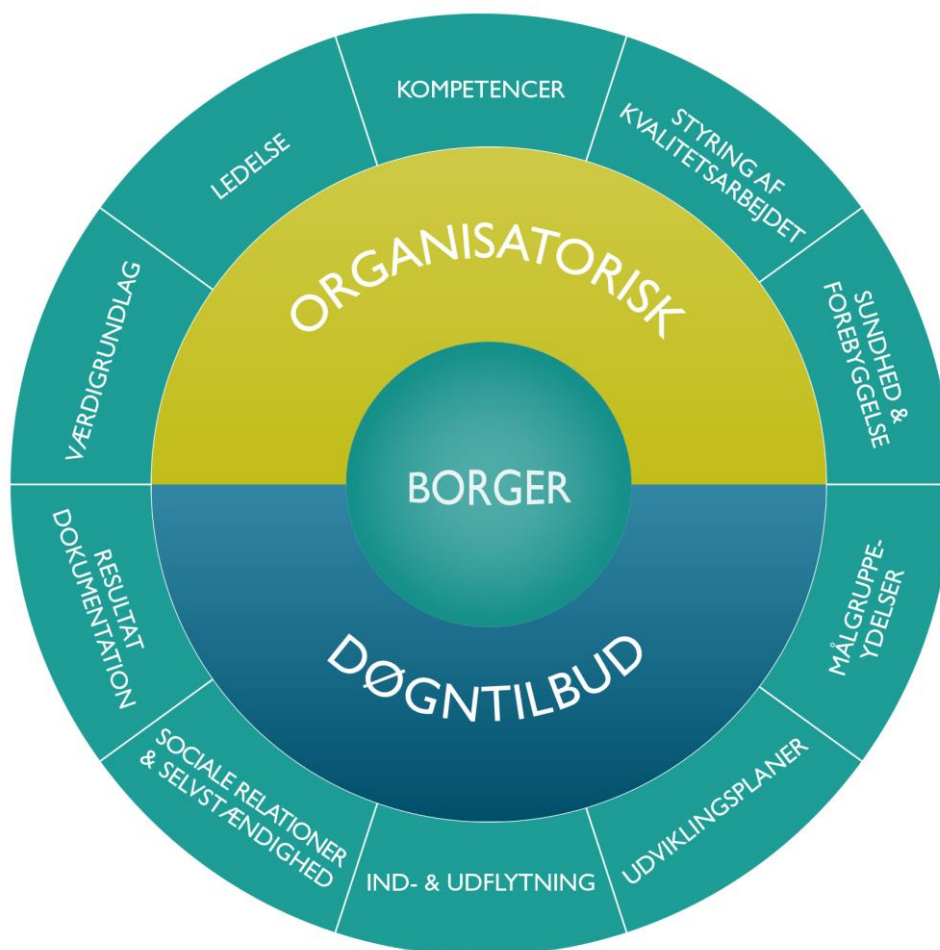 KOMPETENCER
STYRING AF
KVALITETSARBEJDET
SUNDHED &
FOREBYGGELSE
MÅLGRUPPE-
YDELSER
UDVIKLINGSPLANER
IND- & UDFLYTNING
SOCIALE RELATIONER
& SELVSTÆNDIGHED
RESULTAT
DOKUMENTATION
VÆRDIGRUNDLAG
LEDELSE
ORGANISATORISK
BORGER
DØGNTILBUD